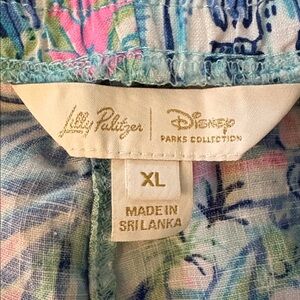 Lilly Pulitzer | Disney
PARKS COLLECTION
XL
MADE IN
SRI LANKA